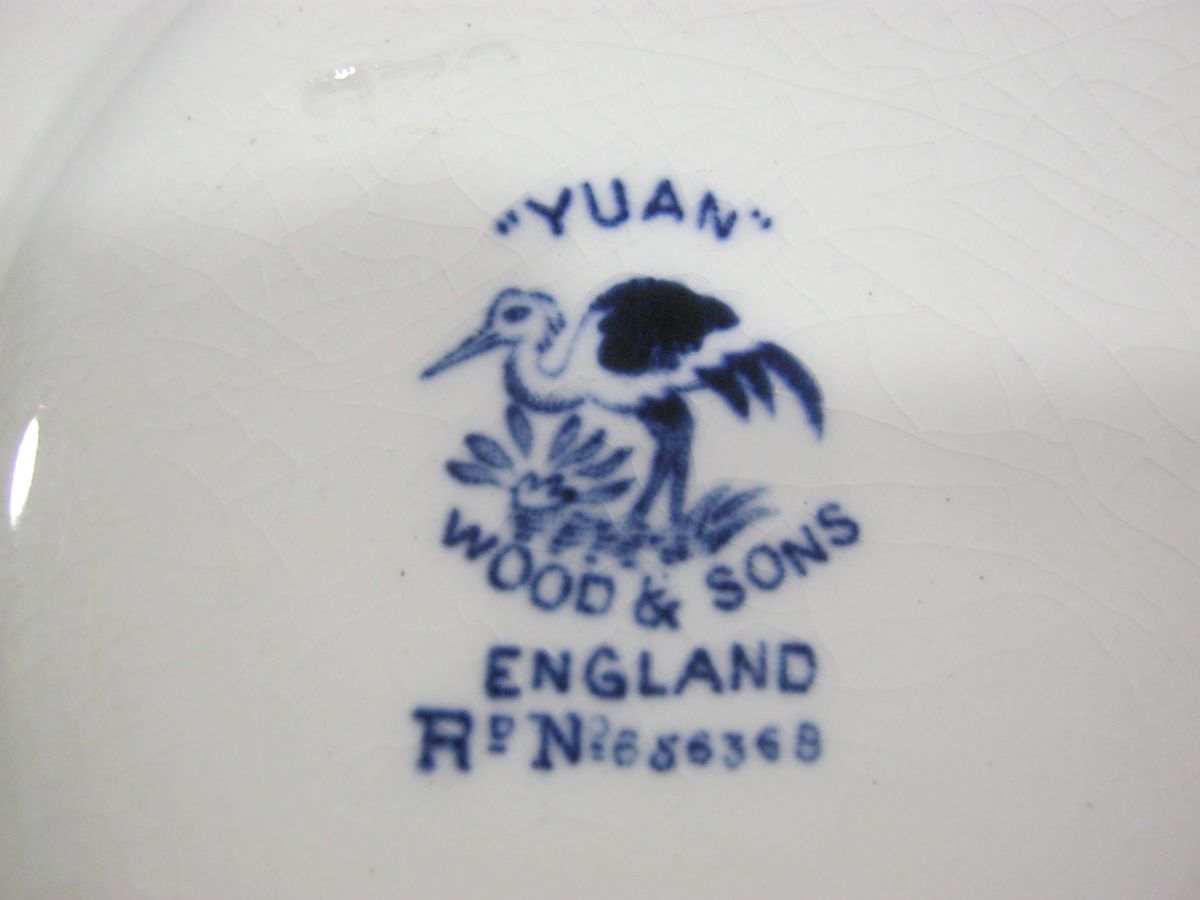 "YUAN"
WOOD & SONS
ENGLAND
Rᴰ Nº 656368